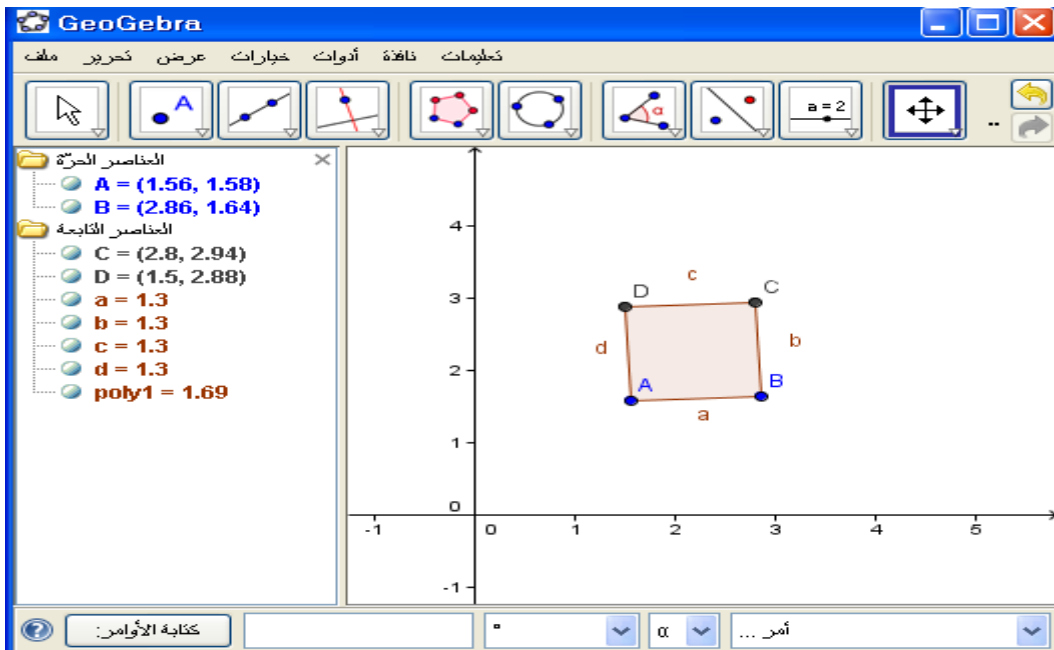 GeoGebra
ملف تحرير عرض خيارات أدوات نافذة تعليمات
A
α
a = 2
..
العناصر الحرّة
A = (1.56, 1.58)
B = (2.86, 1.64)
العناصر التابعة
C = (2.8, 2.94)
D = (1.5, 2.88)
a = 1.3
b = 1.3
c = 1.3
d = 1.3
poly1 = 1.69
4
c
D C
3
d b
2
A B
a
1
0
-1 0 1 2 3 4 5
-1
كتابة الأوامر:
°
α
أمر ...